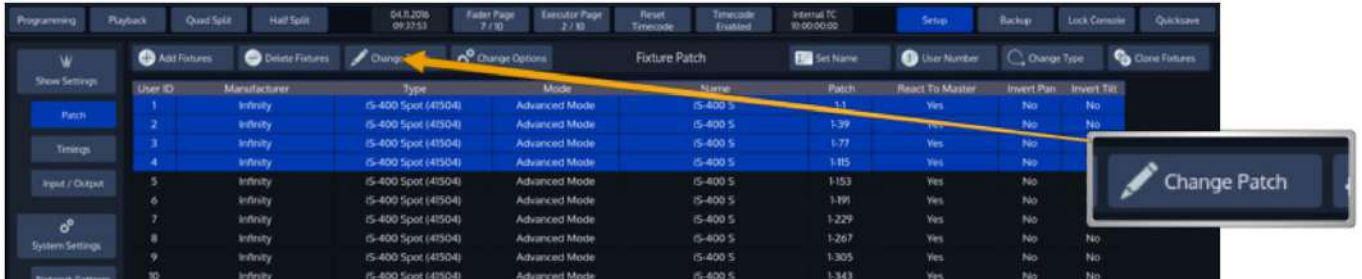 Programming Playback Quad Split Half Split 04.11.2016 09:37:53 Fader Page 7 / 10 Executor Page 2 / 10 Reset Timecode Timecode Enabled Internal TC 10:00:00:00 Setup Backup Lock Console Quicksave
Show Settings Add Fixtures Delete Fixtures Change Change Options Fixture Patch Set Name User Number Change Type Clone Fixtures
User ID Manufacturer Type Mode Name Patch React To Master Invert Pan Invert Tilt
Patch 1 Infinity iS-400 Spot (41504) Advanced Mode iS-400 S 1-1 Yes No No
2 Infinity iS-400 Spot (41504) Advanced Mode iS-400 S 1-39 Yes No No
Timings 3 Infinity iS-400 Spot (41504) Advanced Mode iS-400 S 1-77 Yes No
4 Infinity iS-400 Spot (41504) Advanced Mode iS-400 S 1-115 Yes No
Input / Output 5 Infinity iS-400 Spot (41504) Advanced Mode iS-400 S 1-153 Yes No
Change Patch
6 Infinity iS-400 Spot (41504) Advanced Mode iS-400 S 1-191 Yes No
7 Infinity iS-400 Spot (41504) Advanced Mode iS-400 S 1-229 Yes No
System Settings 8 Infinity iS-400 Spot (41504) Advanced Mode iS-400 S 1-267 Yes No No
9 Infinity iS-400 Spot (41504) Advanced Mode iS-400 S 1-305 Yes No No
10 Infinity iS-400 Spot (41504) Advanced Mode iS-400 S 1-343 Yes No No